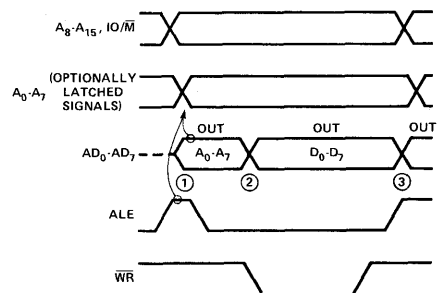 A₈-A₁₅, IO/M̅
(OPTIONALLY
A₀-A₇ LATCHED
SIGNALS)
OUT OUT OUT
AD₀-AD₇ A₀-A₇ D₀-D₇
① ② ③
ALE
W̅R̅